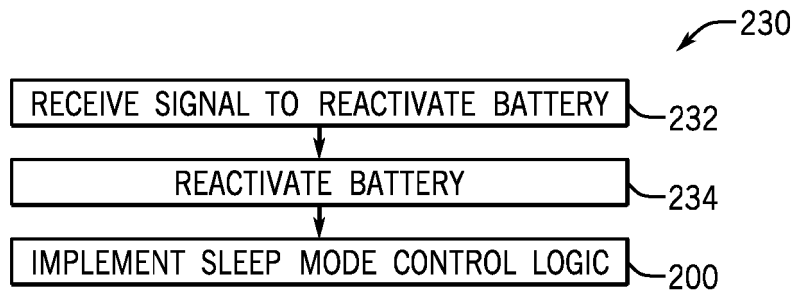 230
RECEIVE SIGNAL TO REACTIVATE BATTERY
232
REACTIVATE BATTERY
234
IMPLEMENT SLEEP MODE CONTROL LOGIC
200